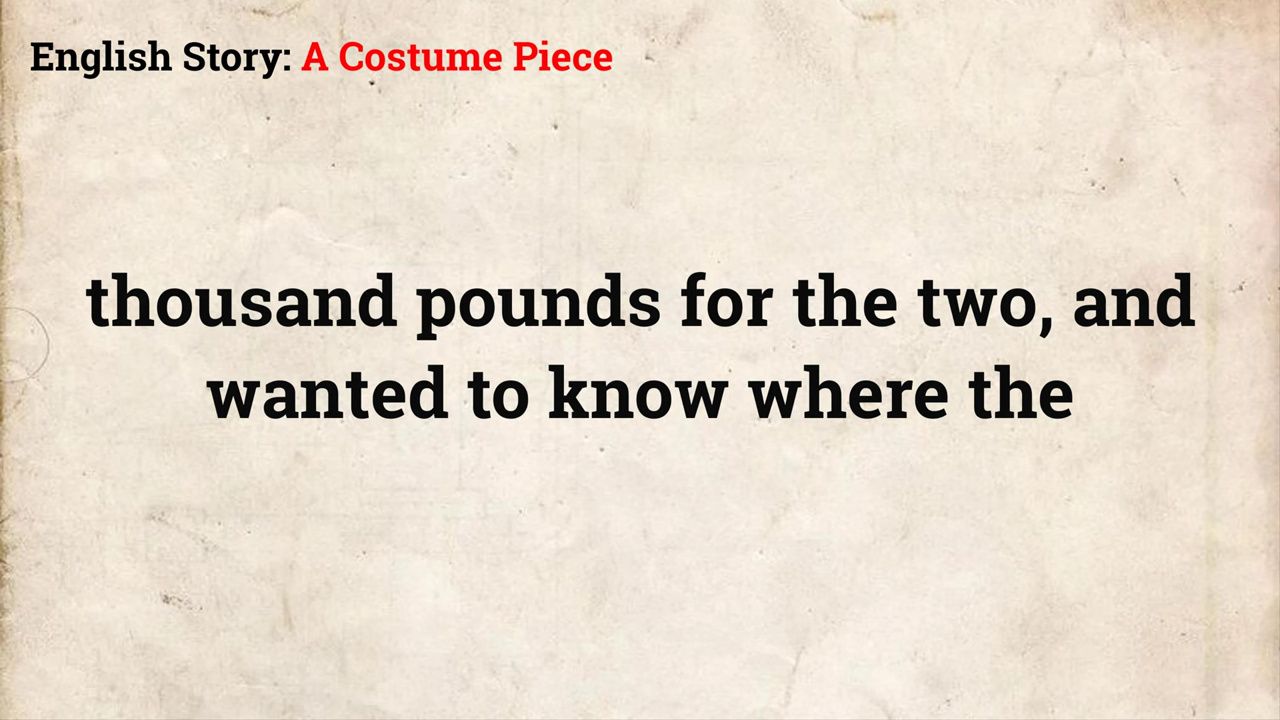 English Story: A Costume Piece
thousand pounds for the two, and
wanted to know where the